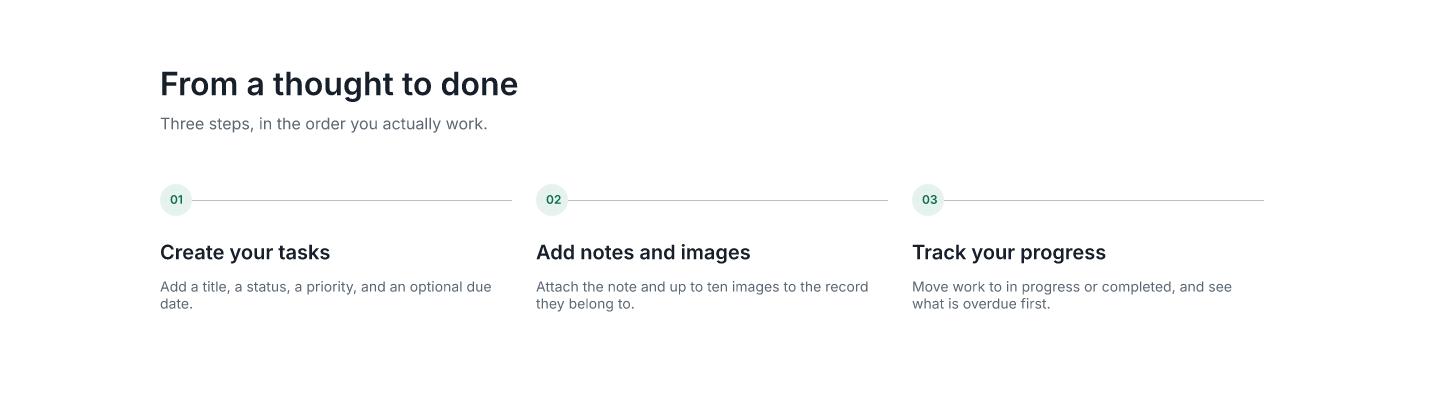 From a thought to done
Three steps, in the order you actually work.
01
02
03
Create your tasks
Add a title, a status, a priority, and an optional due
date.
Add notes and images
Attach the note and up to ten images to the record
they belong to.
Track your progress
Move work to in progress or completed, and see
what is overdue first.